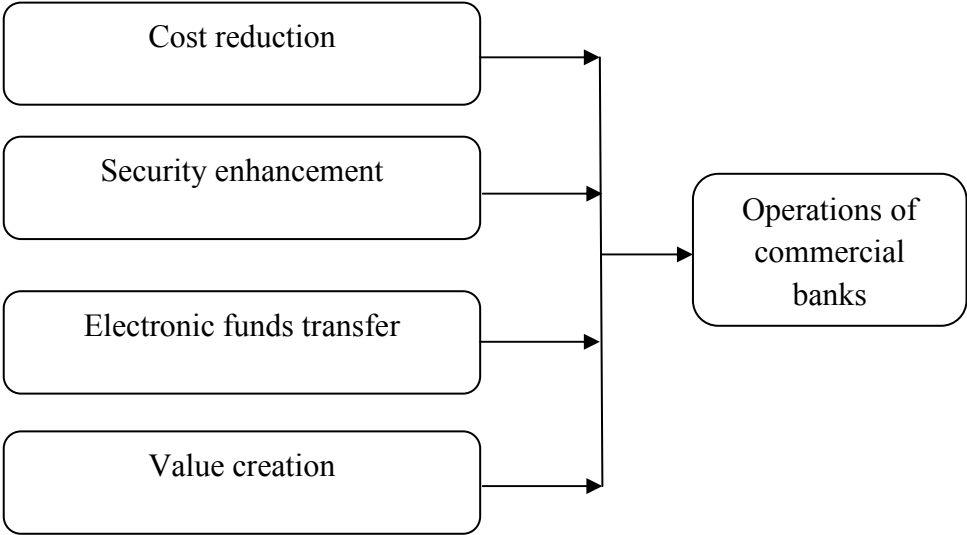 Cost reduction
Security enhancement
Electronic funds transfer
Value creation
Operations of
commercial
banks